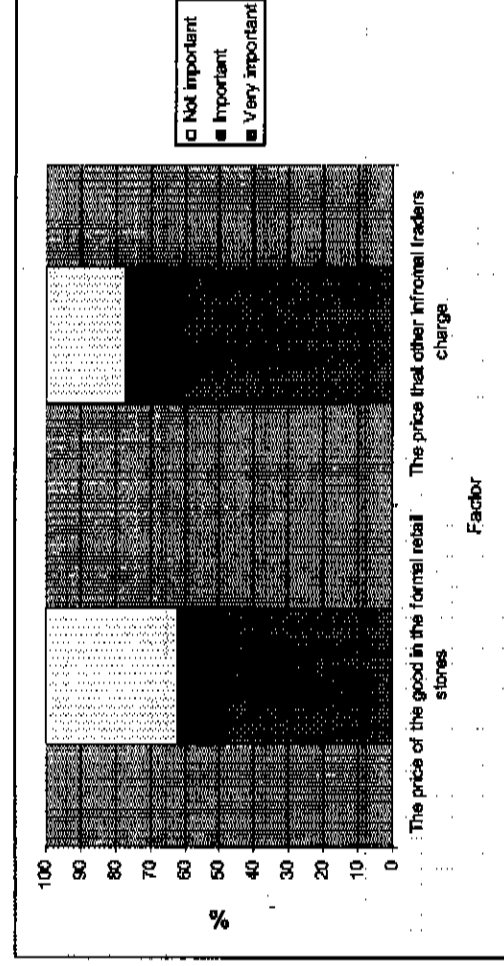 □ Not important
■ Important
■ Very important
100
90
80
70
60
50
40
30
20
10
0
%
The price of the good in the formal retail
stores
The price that other infromal traders
charge
Factor